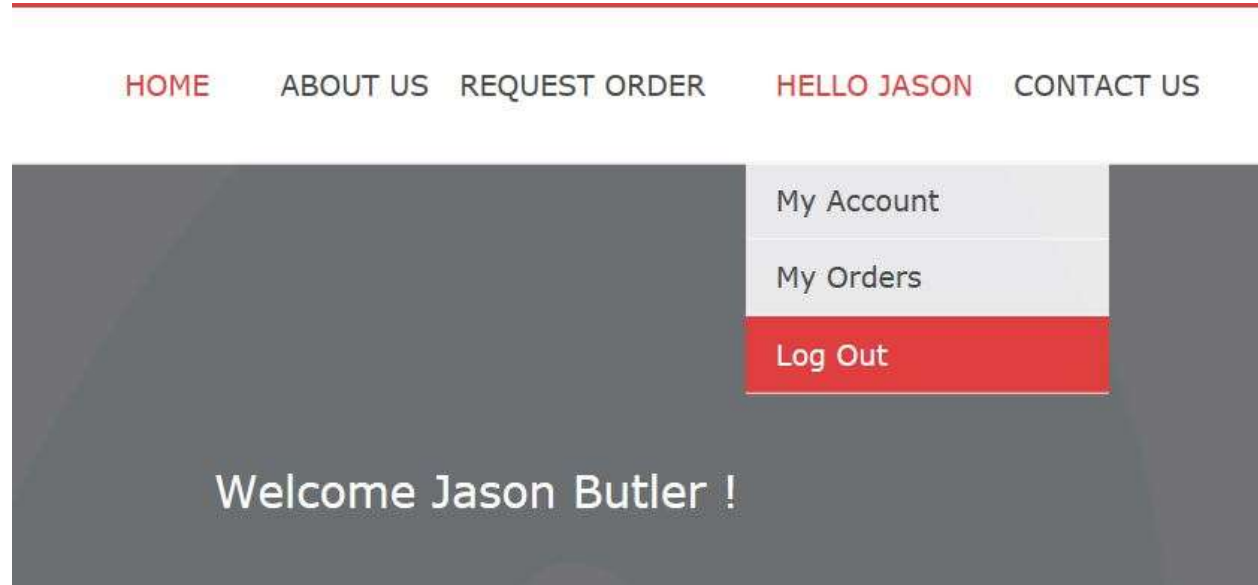 HOME ABOUT US REQUEST ORDER HELLO JASON CONTACT US
My Account
My Orders
Log Out
Welcome Jason Butler !